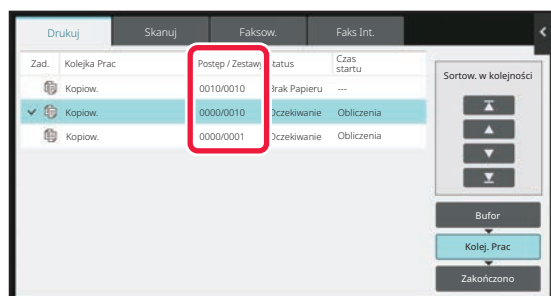 Drukuj Skanuj Faksow. Faks Int.
Zad. Kolejka Prac Postęp / Zestawy Status Czas startu
Kopiow. 0010/0010 Brak Papieru ---
Kopiow. 0000/0010 Oczekiwanie Obliczenia
Kopiow. 0000/0001 Oczekiwanie Obliczenia
Sortow. w kolejności
Bufor
Kolej. Prac
Zakończono